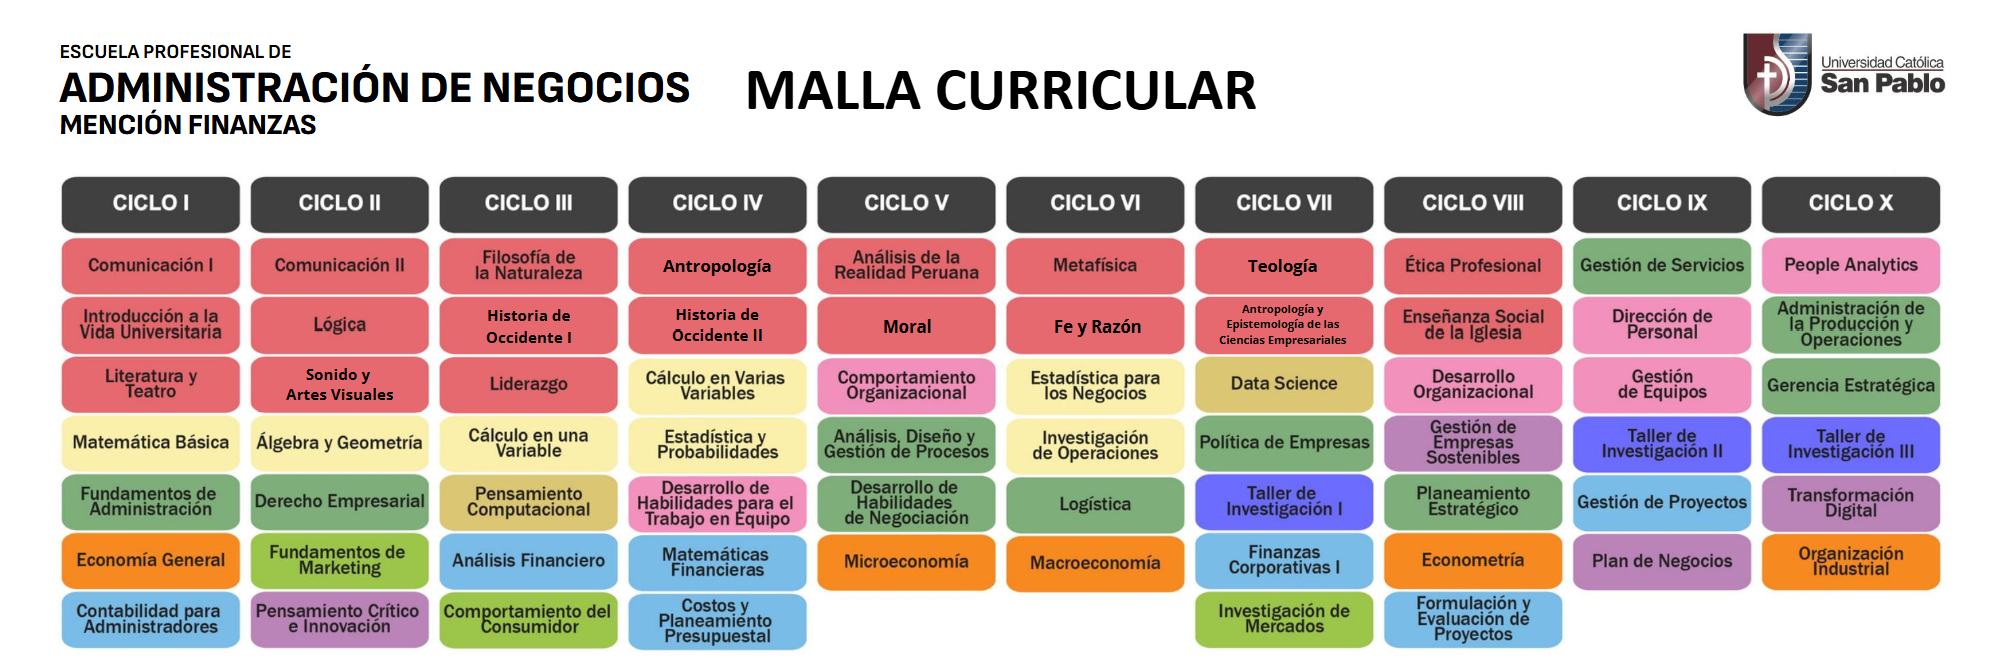 ESCUELA PROFESIONAL DE
ADMINISTRACIÓN DE NEGOCIOS
MENCIÓN FINANZAS
MALLA CURRICULAR
Universidad Católica
San Pablo
CICLO I
Comunicación I
Introducción a la
Vida Universitaria
Literatura y
Teatro
Matemática Básica
Fundamentos de
Administración
Economía General
Contabilidad para
Administradores
CICLO II
Comunicación II
Lógica
Sonido y
Artes Visuales
Álgebra y Geometría
Derecho Empresarial
Fundamentos de
Marketing
Pensamiento Crítico
e Innovación
CICLO III
Filosofía de
la Naturaleza
Historia de
Occidente I
Liderazgo
Cálculo en una
Variable
Pensamiento
Computacional
Análisis Financiero
Comportamiento del
Consumidor
CICLO IV
Antropología
Historia de
Occidente II
Cálculo en Varias
Variables
Estadística y
Probabilidades
Desarrollo de
Habilidades para el
Trabajo en Equipo
Matemáticas
Financieras
Costos y
Planeamiento
Presupuestal
CICLO V
Análisis de la
Realidad Peruana
Moral
Comportamiento
Organizacional
Análisis, Diseño y
Gestión de Procesos
Desarrollo de
Habilidades
de Negociación
Microeconomía
CICLO VI
Metafísica
Fe y Razón
Estadística para
los Negocios
Investigación
de Operaciones
Logística
Macroeconomía
CICLO VII
Teología
Antropología y
Epistemología de las
Ciencias Empresariales
Data Science
Política de Empresas
Taller de
Investigación I
Finanzas
Corporativas I
Investigación de
Mercados
CICLO VIII
Ética Profesional
Enseñanza Social
de la Iglesia
Desarrollo
Organizacional
Gestión de
Empresas
Sostenibles
Planeamiento
Estratégico
Econometría
Formulación y
Evaluación de
Proyectos
CICLO IX
Gestión de Servicios
Dirección de
Personal
Gestión
de Equipos
Taller de
Investigación II
Gestión de Proyectos
Plan de Negocios
CICLO X
People Analytics
Administración de
la Producción y
Operaciones
Gerencia Estratégica
Taller de
Investigación III
Transformación
Digital
Organización
Industrial